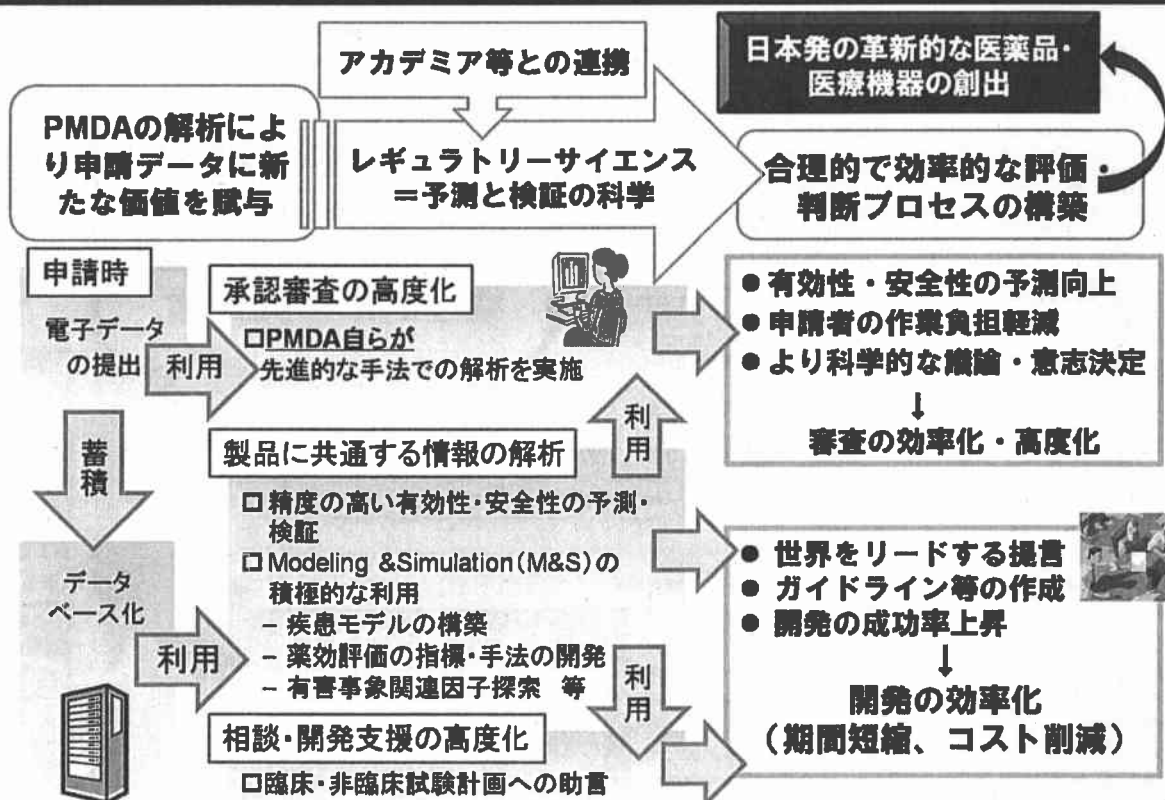 アカデミア等との連携
日本発の革新的な医薬品・
医療機器の創出
PMDAの解析によ
り申請データに新
たな価値を賦与
レギュラトリーサイエンス
＝予測と検証の科学
合理的で効率的な評価・
判断プロセスの構築
申請時
電子データ
の提出
利用
承認審査の高度化
□PMDA自らが
先進的な手法での解析を実施
● 有効性・安全性の予測向上
● 申請者の作業負担軽減
● より科学的な議論・意志決定
↓
審査の効率化・高度化
蓄積
利用
製品に共通する情報の解析
□ 精度の高い有効性・安全性の予測・
検証
□ Modeling &Simulation(M&S)の
積極的な利用
− 疾患モデルの構築
− 薬効評価の指標・手法の開発
− 有害事象関連因子探索 等
データ
ベース化
利用
利用
● 世界をリードする提言
● ガイドライン等の作成
● 開発の成功率上昇
↓
開発の効率化
（期間短縮、コスト削減）
相談・開発支援の高度化
□臨床・非臨床試験計画への助言